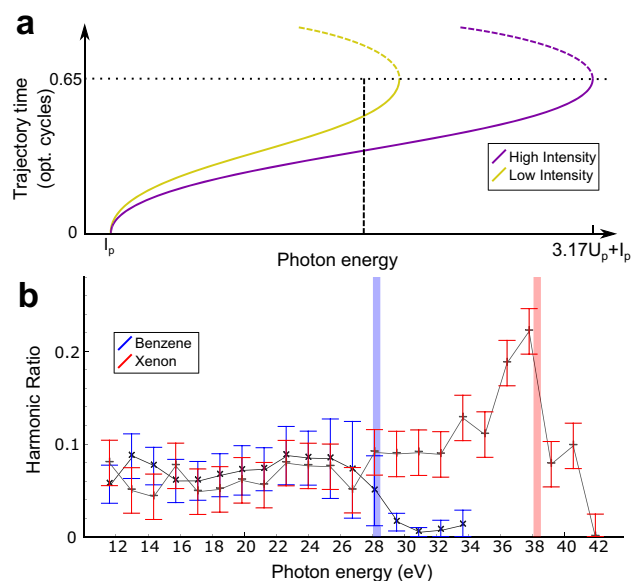 a
Trajectory time
(opt. cycles)
0.65
0
High Intensity
Low Intensity
Ip
Photon energy
3.17Up+Ip
b
Harmonic Ratio
Benzene
Xenon
0.2
0.1
0
12 14 16 18 20 22 24 26 28 30 32 34 36 38 42
Photon energy (eV)